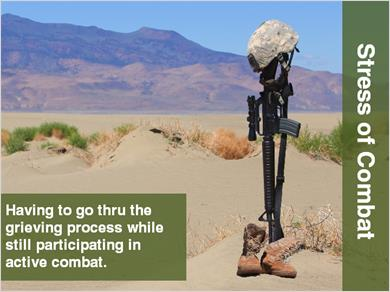 Stress of Combat
Having to go thru the
grieving process while
still participating in
active combat.